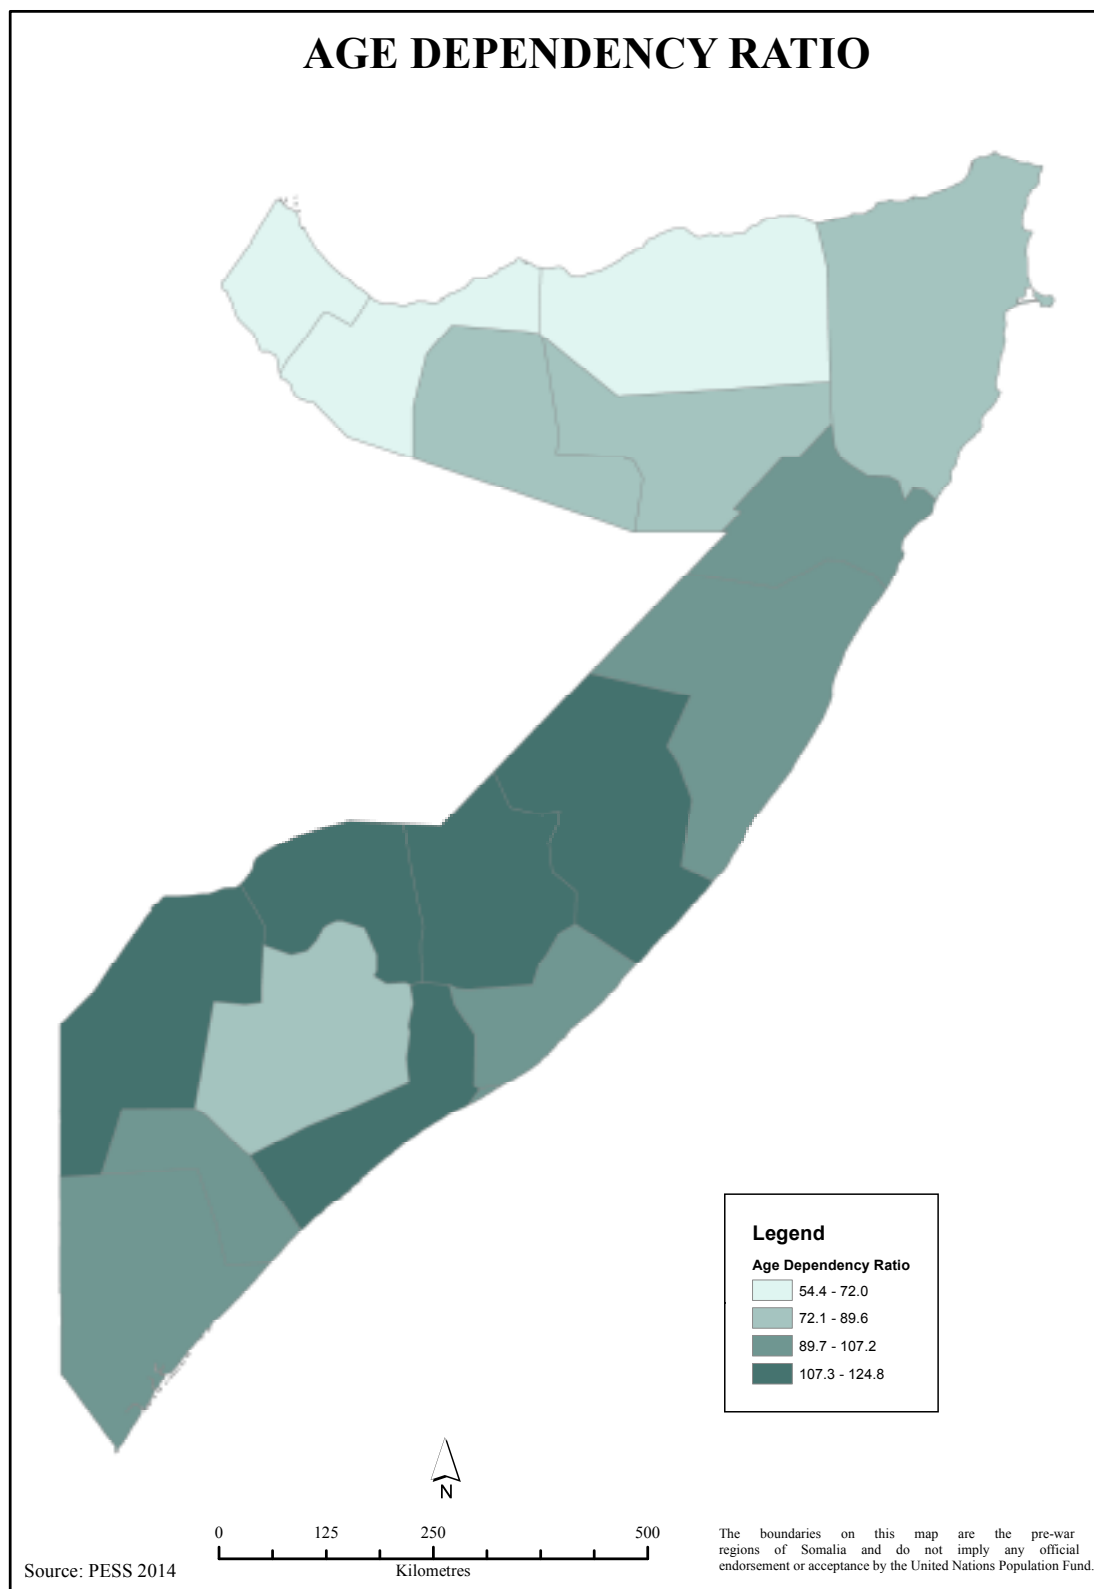 AGE DEPENDENCY RATIO
Legend
Age Dependency Ratio
54.4 - 72.0
72.1 - 89.6
89.7 - 107.2
107.3 - 124.8
N
0 125 250 500
Kilometres
Source: PESS 2014
The boundaries on this map are the pre-war
regions of Somalia and do not imply any official
endorsement or acceptance by the United Nations Population Fund.